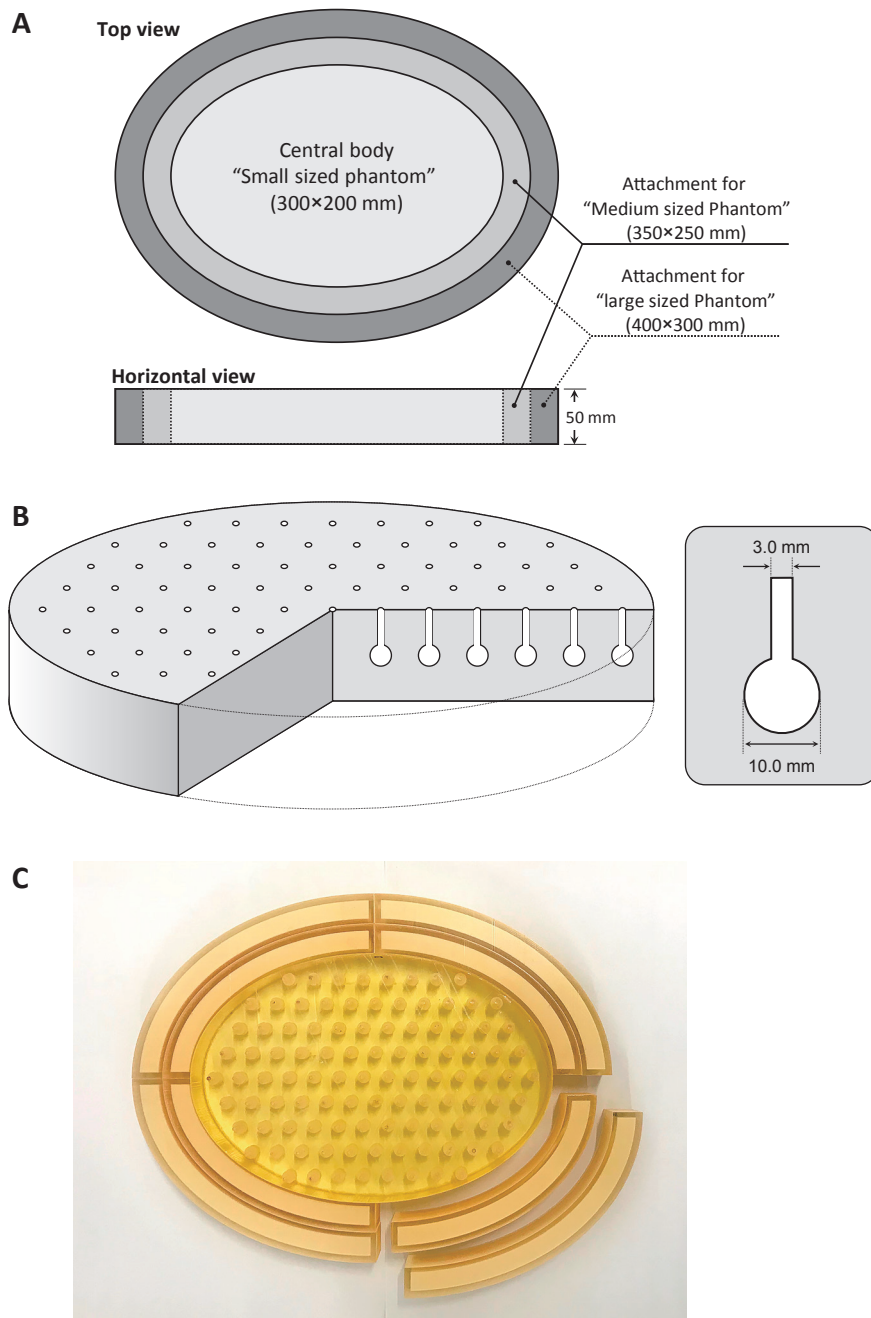 A
Top view
Central body
“Small sized phantom”
(300×200 mm)
Attachment for
“Medium sized Phantom”
(350×250 mm)
Attachment for
“large sized Phantom”
(400×300 mm)
Horizontal view
50 mm
B
3.0 mm
10.0 mm
C